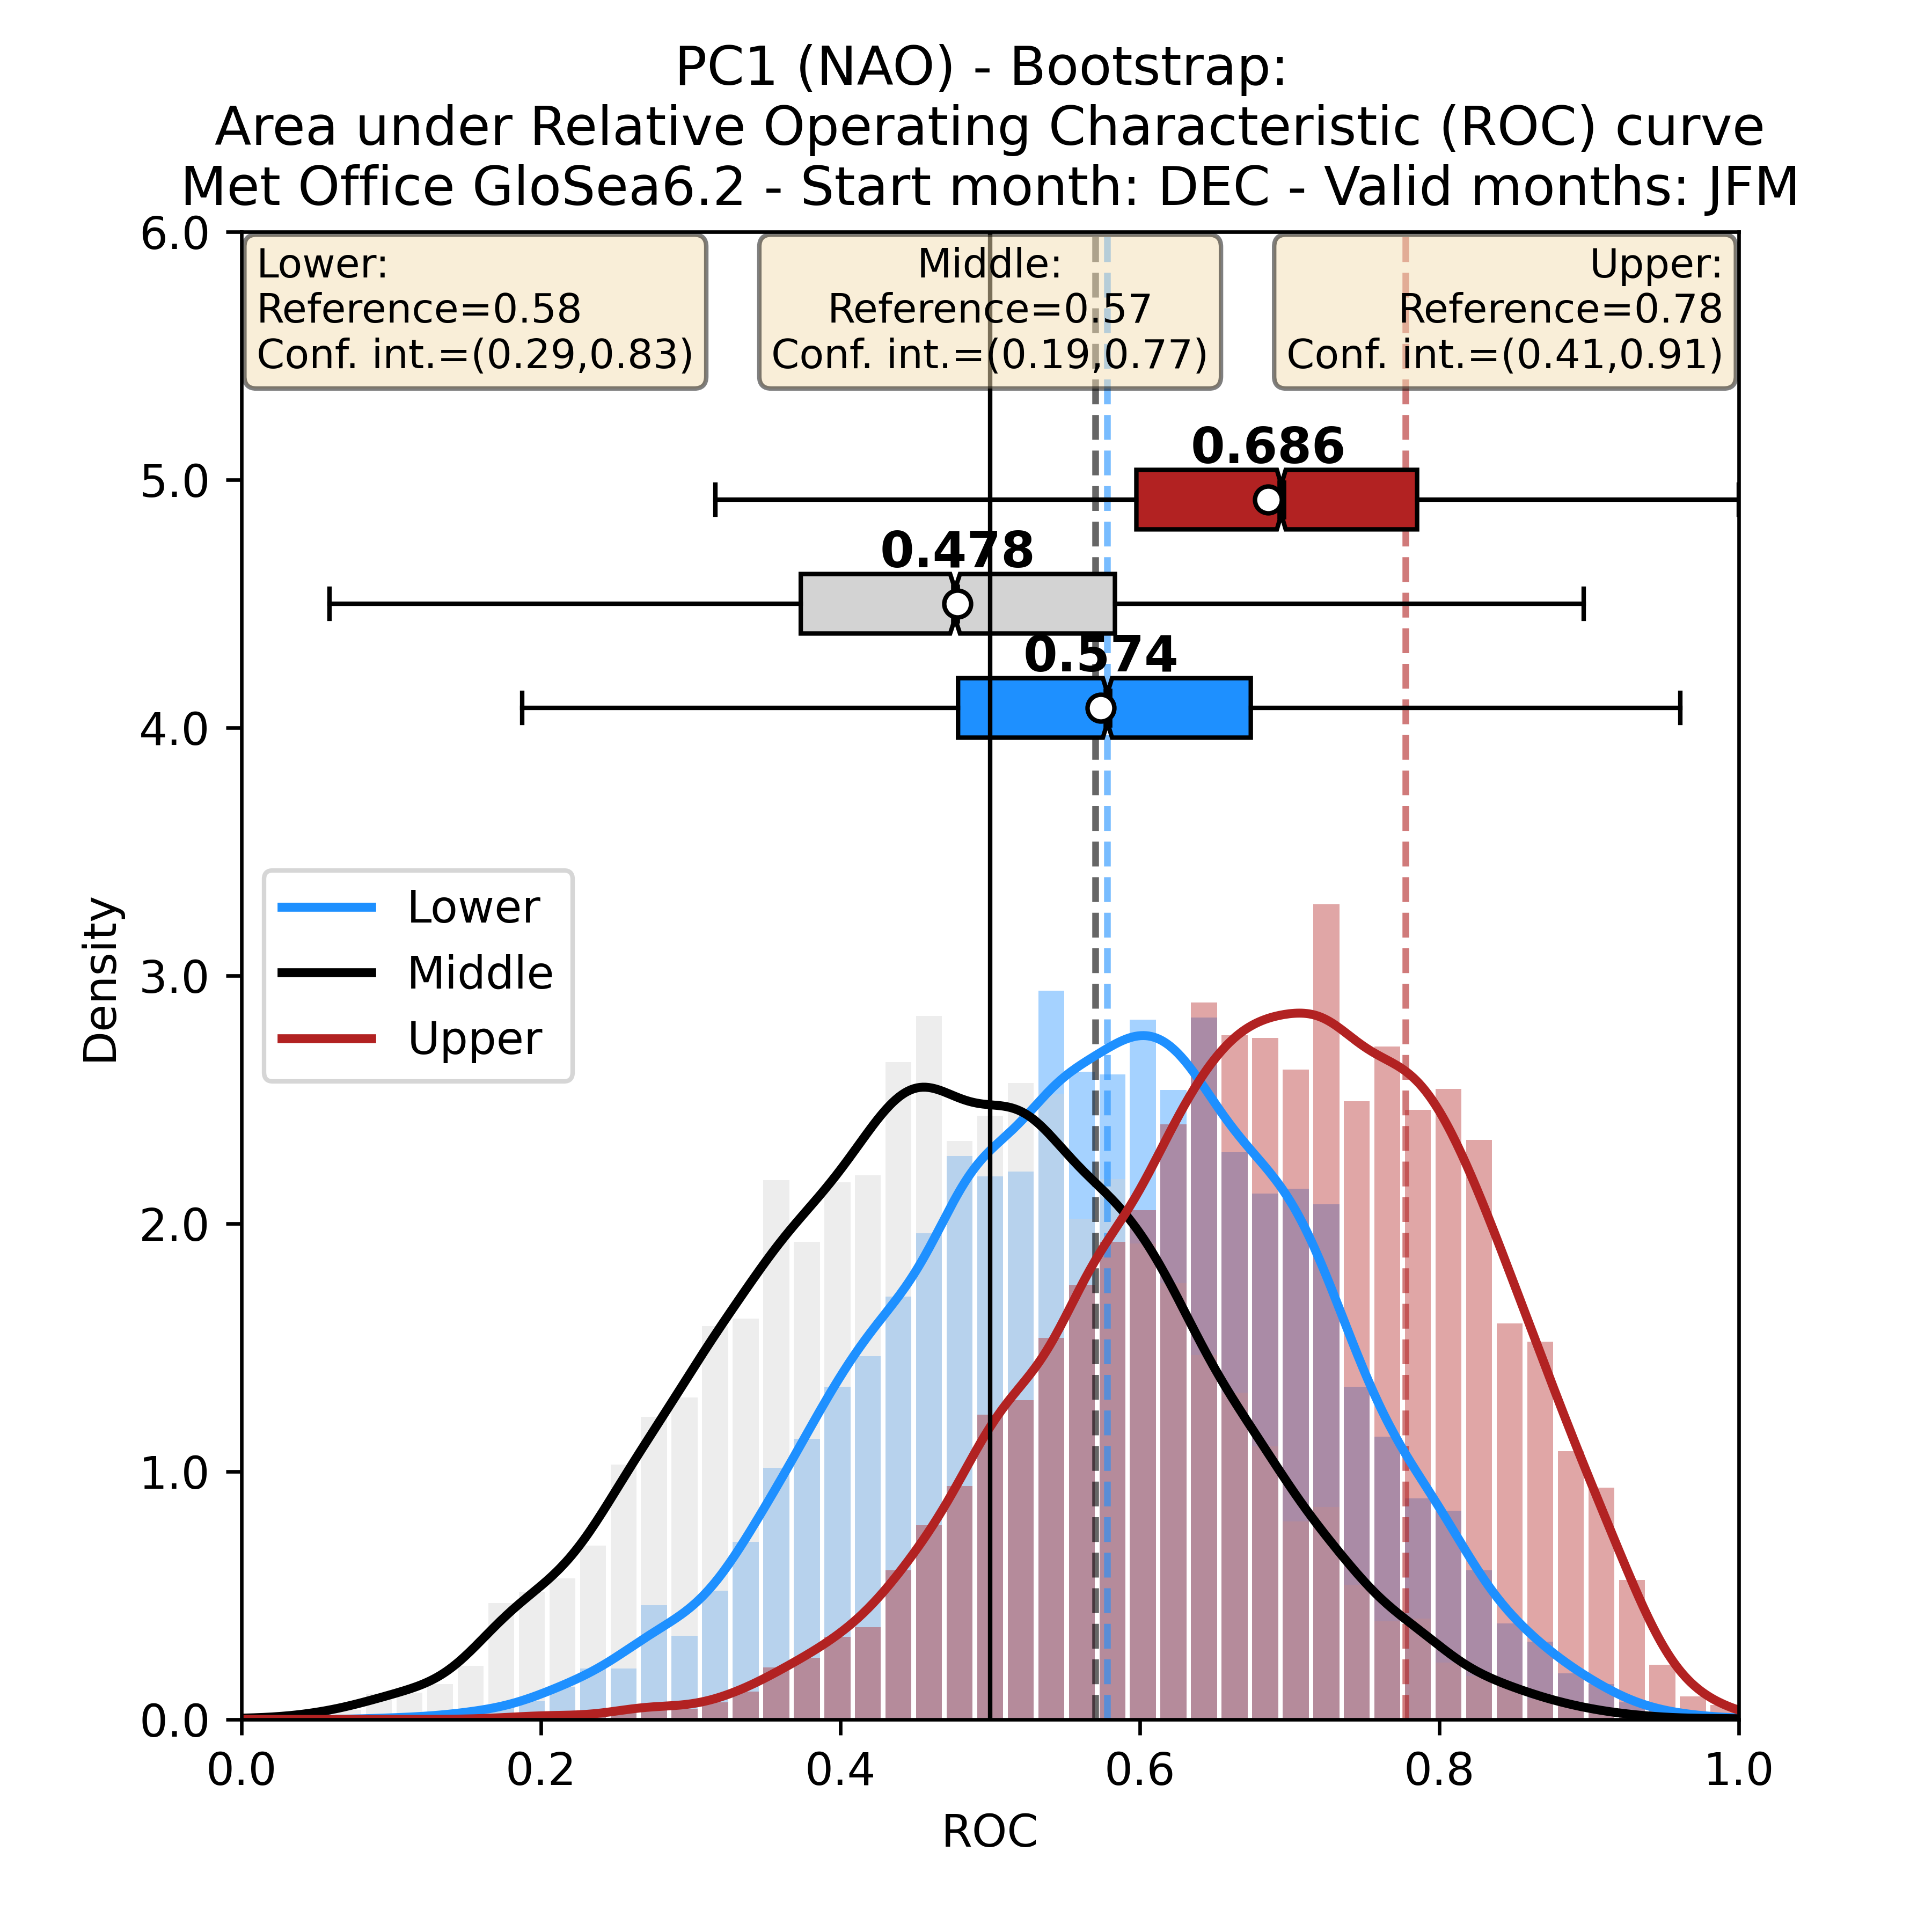 PC1 (NAO) - Bootstrap:
Area under Relative Operating Characteristic (ROC) curve
Met Office GloSea6.2 - Start month: DEC - Valid months: JFM
Lower:
Reference=0.58
Conf. int.=(0.29,0.83)
Middle:
Reference=0.57
Conf. int.=(0.19,0.77)
Upper:
Reference=0.78
Conf. int.=(0.41,0.91)
0.686
0.478
0.574
6.0
5.0
4.0
3.0
2.0
1.0
0.0
Density
Lower
Middle
Upper
0.0
0.2
0.4
0.6
0.8
1.0
ROC